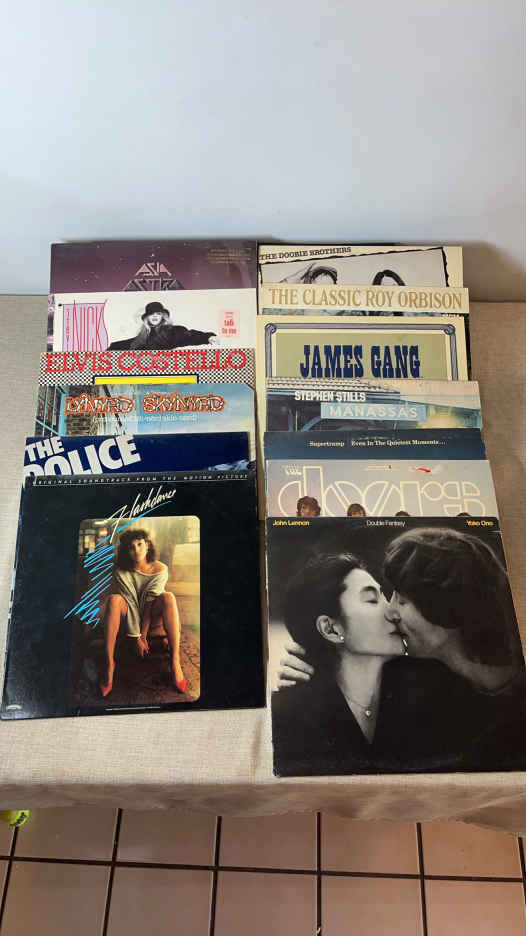 ASIA
STEVIE
NICKS
talk
to me
ELVIS COSTELLO
LYNYRD SKYNYRD
THE
POLICE
ORIGINAL SOUNDTRACK FROM THE MOTION PICTURE
Flashdance
THE DOOBIE BROTHERS
THE CLASSIC ROY ORBISON
JAMES GANG
STEPHEN STILLS
MANASSAS
Supertramp Even In The Quietest Moments...
THE
doors
John Lennon Double Fantasy Yoko Ono